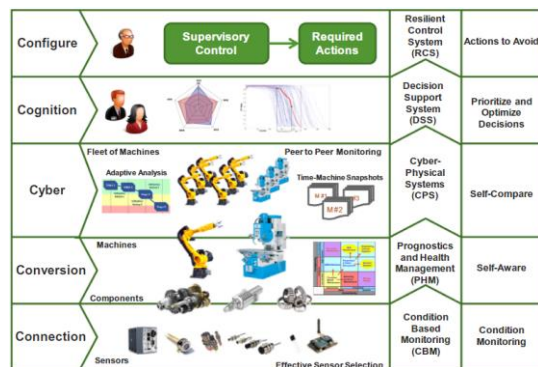 Configure
Supervisory
Control
Required
Actions
Resilient
Control
System
(RCS)
Actions to Avoid
Cognition
Decision
Support
System
(DSS)
Prioritize and
Optimize
Decisions
Cyber
Fleet of Machines
Peer to Peer Monitoring
Adaptive Analysis
Time-Machine Snapshots
M#2
Cyber-
Physical
Systems
(CPS)
Self-Compare
Conversion
Machines
Components
Prognostics
and Health
Management
(PHM)
Self-Aware
Connection
Sensors
Effective Sensor Selection
Condition
Based
Monitoring
(CBM)
Condition
Monitoring